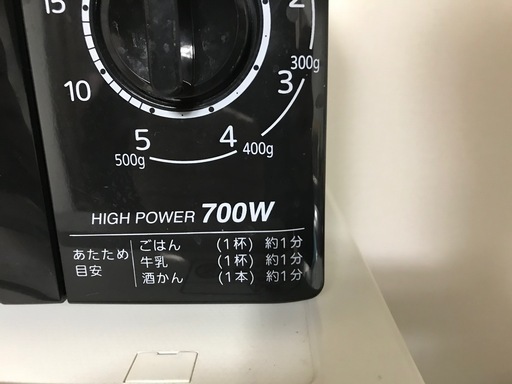 15
2
300g
3
10
5
4
500g
400g
HIGH POWER 700W
あたため
目安
ごはん (1杯) 約1分
牛乳 (1杯) 約1分
酒かん (1本) 約1分